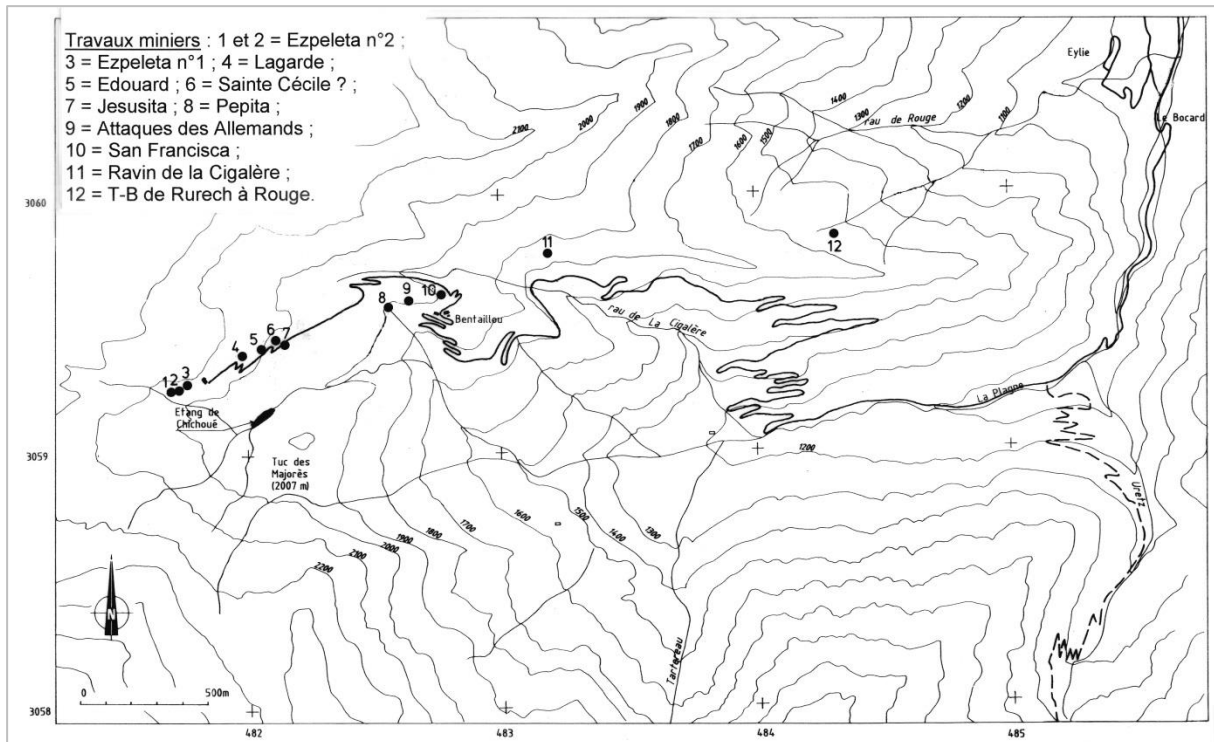 Travaux miniers : 1 et 2 = Ezpeleta n°2 ;
3 = Ezpeleta n°1 ; 4 = Lagarde ;
5 = Edouard ; 6 = Sainte Cécile ? ;
7 = Jesusita ; 8 = Pepita ;
9 = Attaques des Allemands ;
10 = San Francisca ;
11 = Ravin de la Cigalère ;
12 = T-B de Rurech à Rouge.
Eylie
Le Bocard
1400
1300
1200
1100
rau de Rouge
1900
2000
2100
1800
1700
1600
1500
3060
11
12
8
9
10
Bentaillou
rau de La Cigalère
4
5
6
7
12
3
Etang de
Chichoué
La Plagne
3059
Tuc des
Majorès
(2007 m)
1200
Uretz
1300
1400
1500
1600
1700
1800
1900
2000
2100
2200
N
Tartereau
0
500m
3058
482
483
484
485